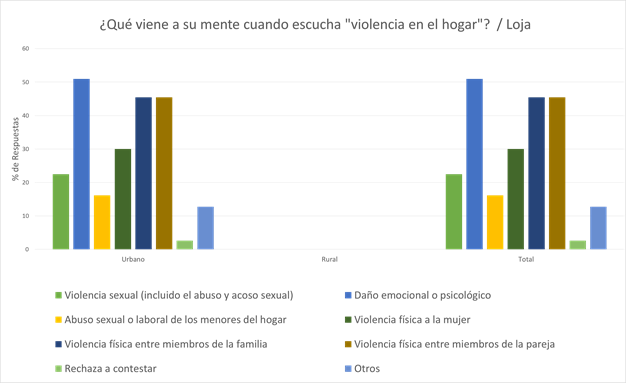 ¿Qué viene a su mente cuando escucha "violencia en el hogar"? / Loja
60
50
40
30
20
10
0
% de Respuestas
Urbano Rural Total
Violencia sexual (incluido el abuso y acoso sexual) Daño emocional o psicológico
Abuso sexual o laboral de los menores del hogar Violencia física a la mujer
Violencia física entre miembros de la familia Violencia física entre miembros de la pareja
Rechaza a contestar Otros